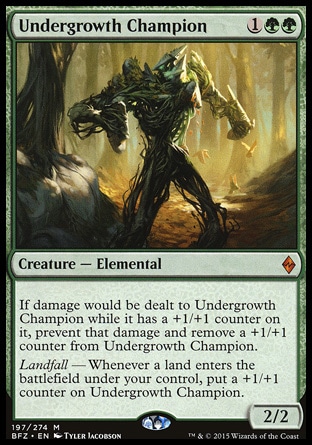 Undergrowth Champion 1
Creature — Elemental
If damage would be dealt to Undergrowth
Champion while it has a +1/+1 counter on
it, prevent that damage and remove a +1/+1
counter from Undergrowth Champion.
Landfall — Whenever a land enters the
battlefield under your control, put a +1/+1
counter on Undergrowth Champion.
2/2
197/274 M
BFZ • EN Tyler Jacobson
™ & © 2015 Wizards of the Coast